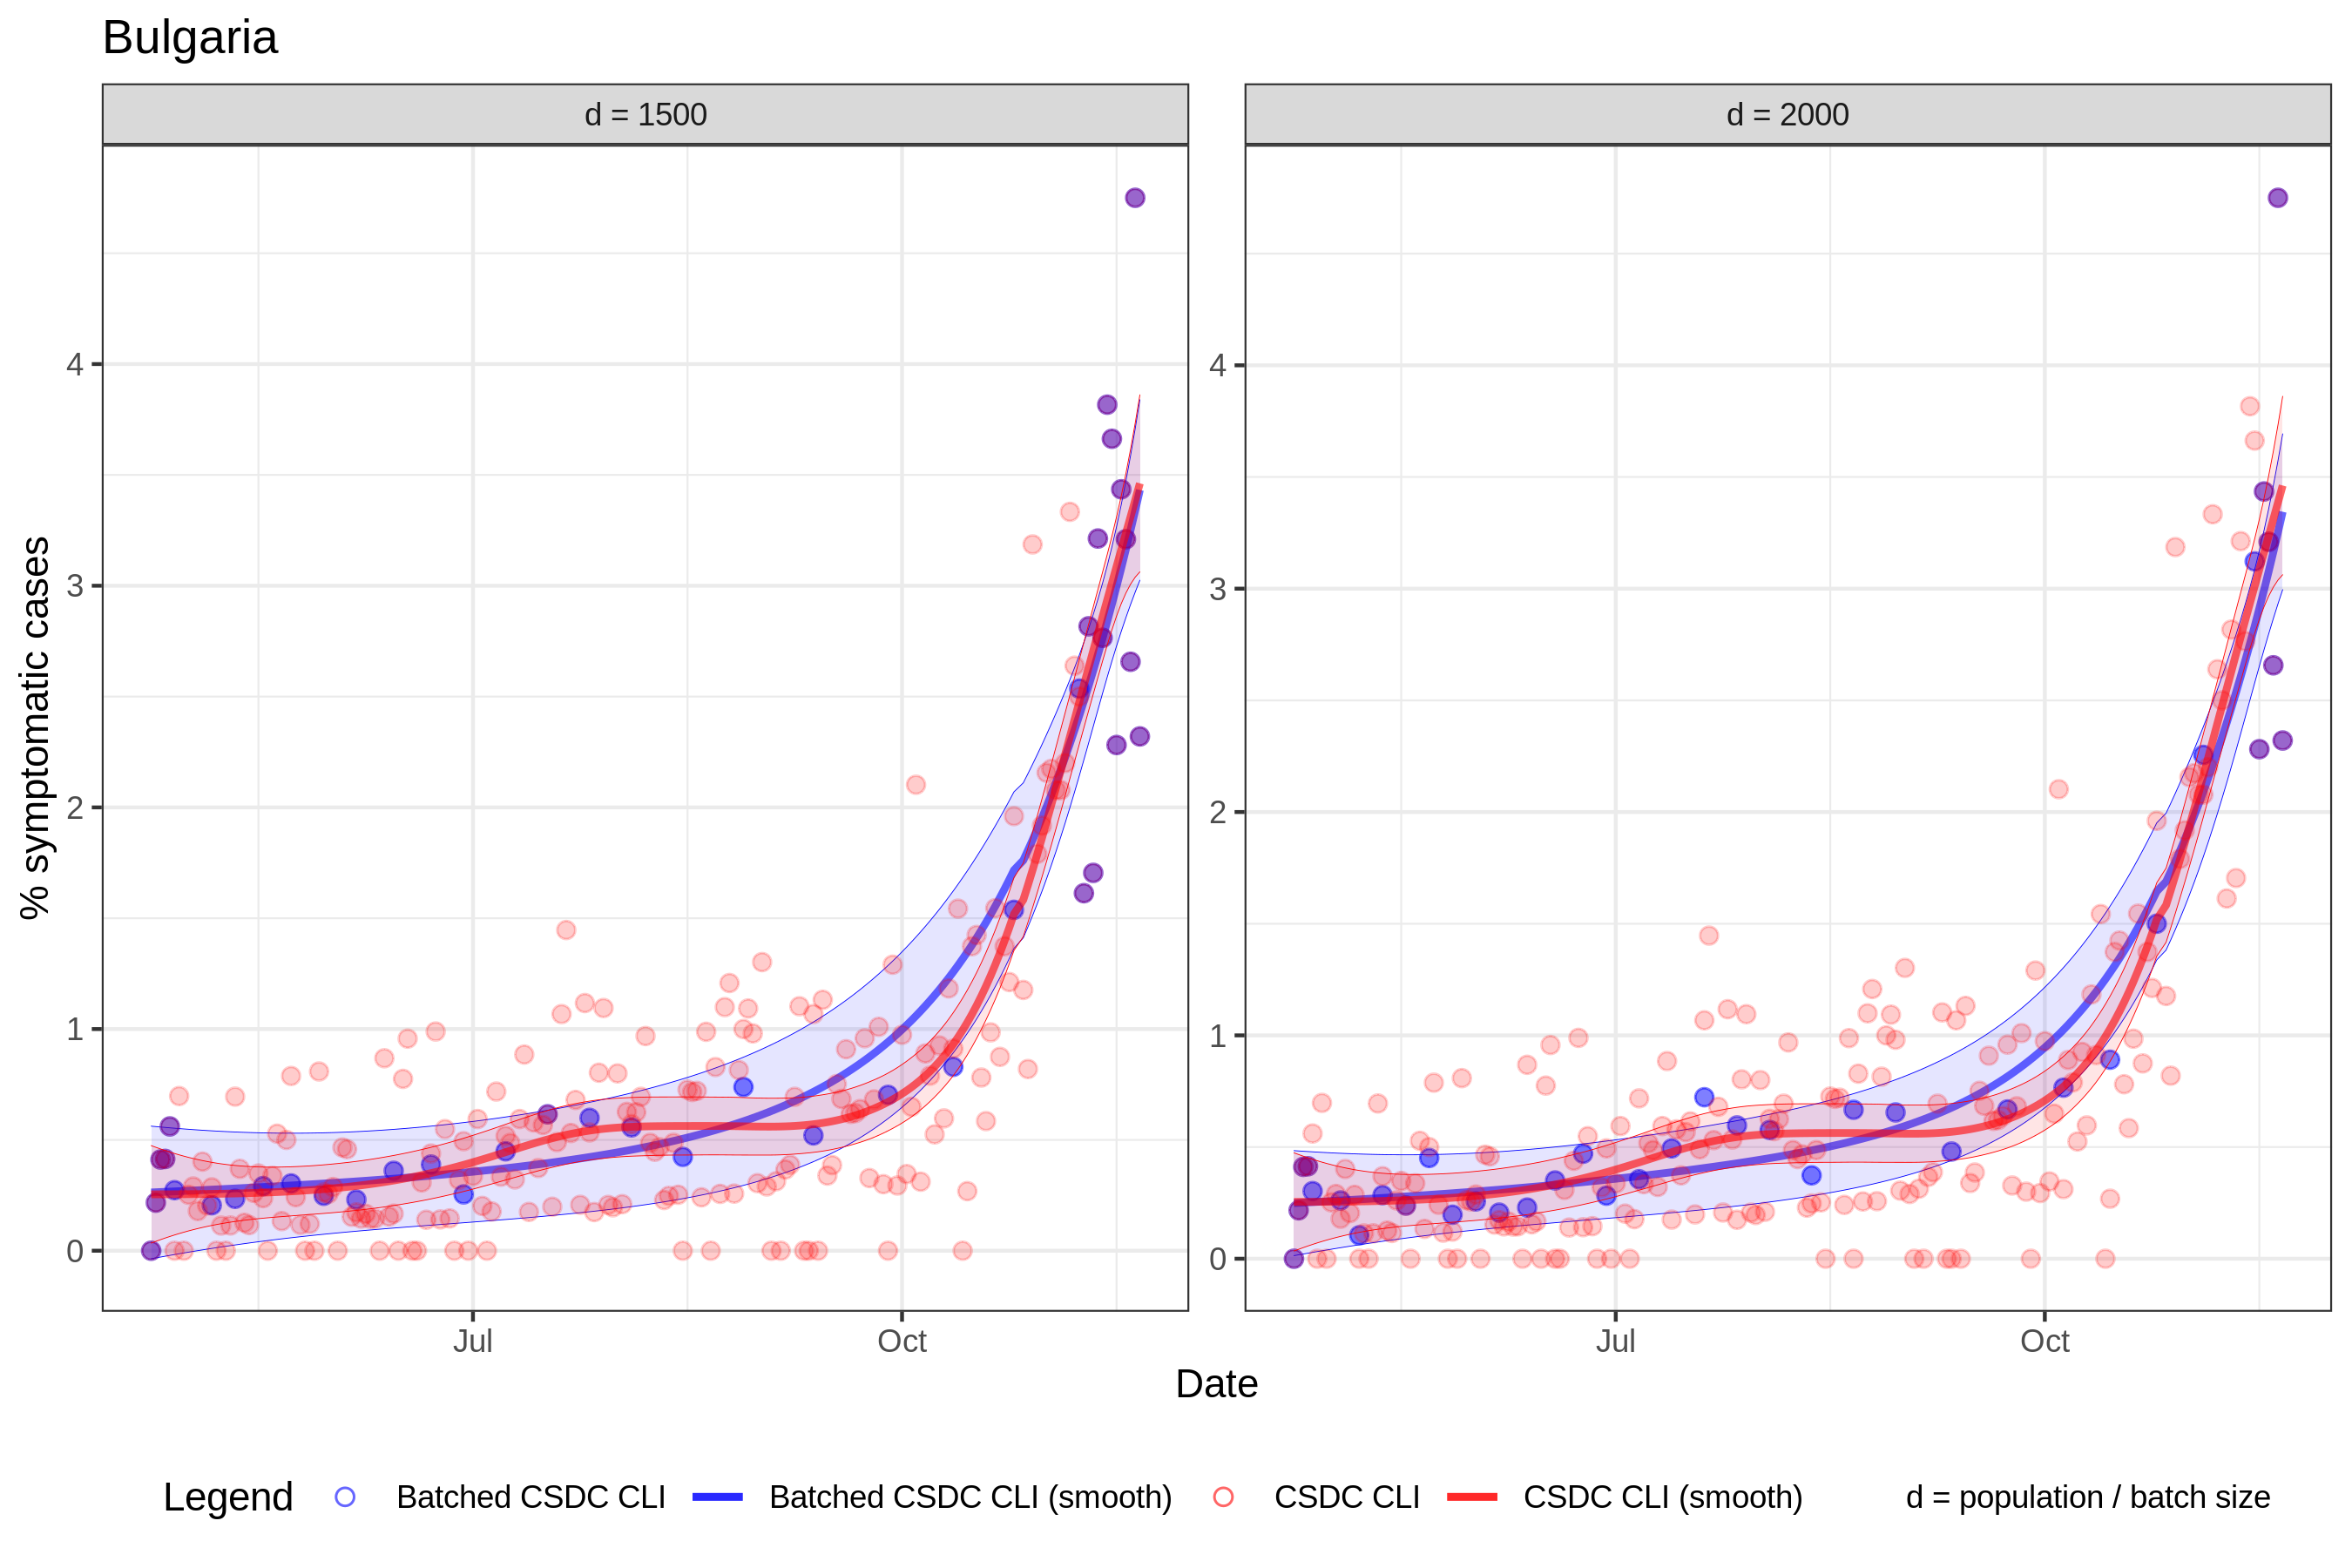 Bulgaria
d = 1500
d = 2000
% symptomatic cases
4
3
2
1
0
4
3
2
1
0
Jul
Oct
Jul
Oct
Date
Legend
Batched CSDC CLI
Batched CSDC CLI (smooth)
CSDC CLI
CSDC CLI (smooth)
d = population / batch size